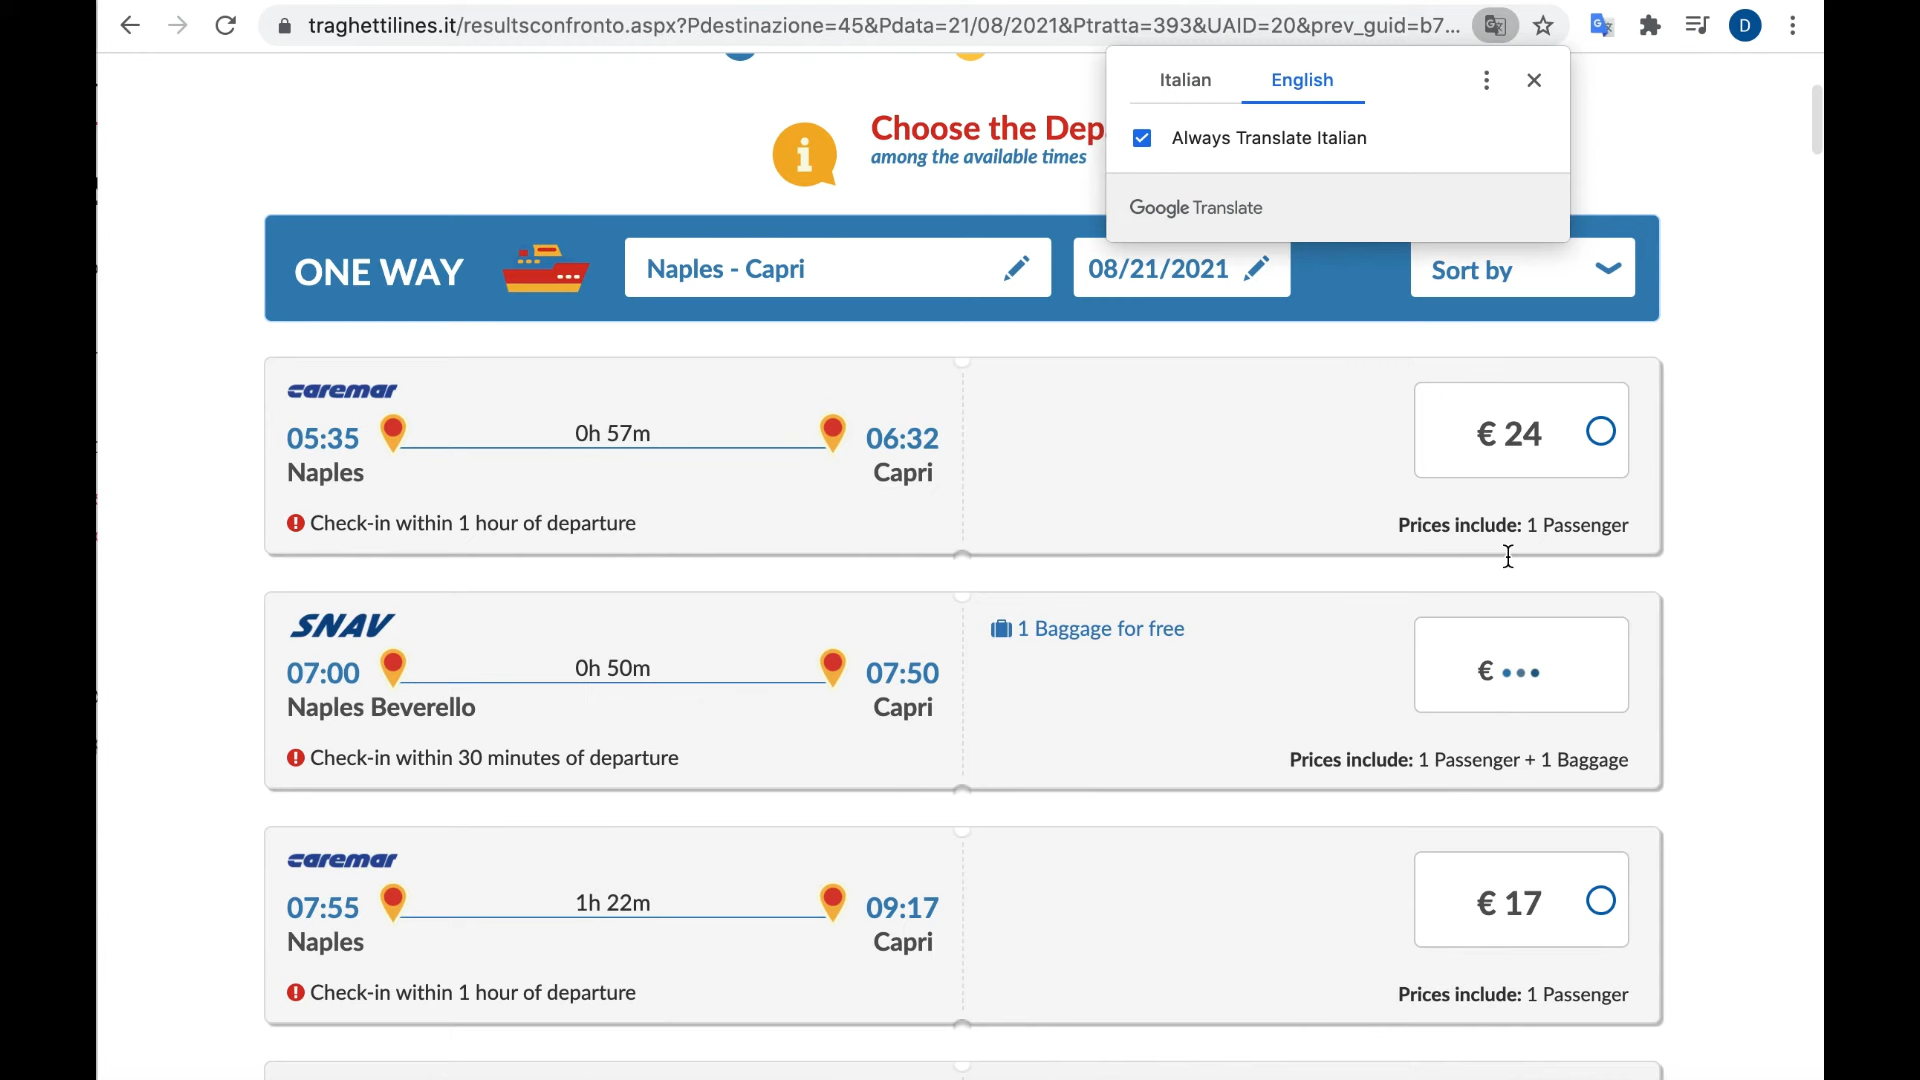 traghettilines.it/resultsconfronto.aspx?Pdestinazione=45&Pdata=21/08/2021&Ptratta=393&UAID=20&prev_guid=b7...
D
Italian
English
Always Translate Italian
Google Translate
Choose the Dep
among the available times
ONE WAY
Naples - Capri
08/21/2021
Sort by
caremar
05:35
0h 57m
06:32
Naples
Capri
Check-in within 1 hour of departure
€ 24
Prices include: 1 Passenger
SNAV
07:00
0h 50m
07:50
Naples Beverello
Capri
Check-in within 30 minutes of departure
1 Baggage for free
€ •••
Prices include: 1 Passenger + 1 Baggage
caremar
07:55
1h 22m
09:17
Naples
Capri
Check-in within 1 hour of departure
€ 17
Prices include: 1 Passenger